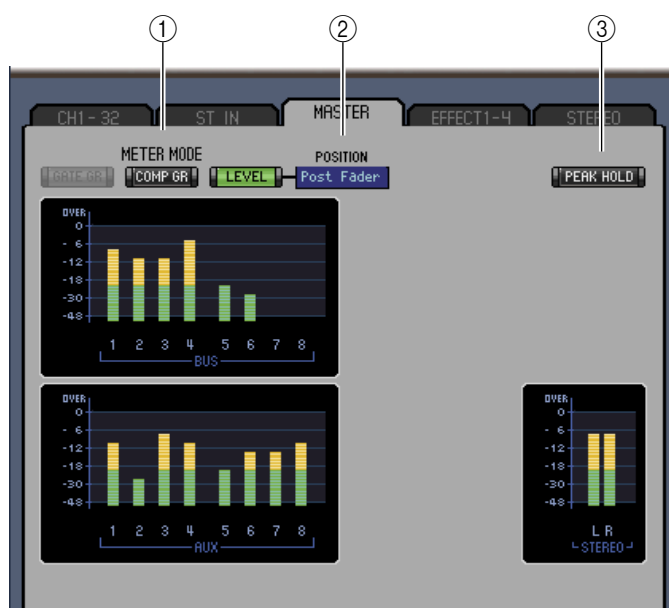 ① ② ③
CH1-32 ST IN MASTER EFFECT1-4 STEREO
METER MODE POSITION
GATE GR COMP GR LEVEL Post Fader PEAK HOLD
OVER
0
- 6
-12
-18
-30
-48
1 2 3 4 5 6 7 8
BUS
OVER
0
- 6
-12
-18
-30
-48
1 2 3 4 5 6 7 8
AUX
OVER
0
- 6
-12
-18
-30
-48
L R
STEREO